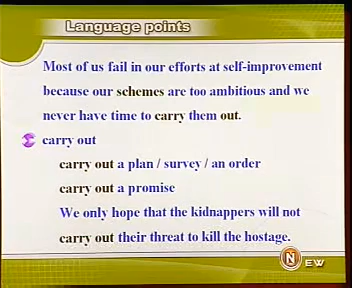 Language points
Most of us fail in our efforts at self-improvement
because our schemes are too ambitious and we
never have time to carry them out.
carry out
carry out a plan / survey / an order
carry out a promise
We only hope that the kidnappers will not
carry out their threat to kill the hostage.
NEW